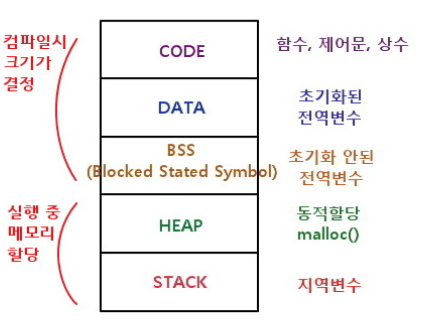 컴파일시
크기가
결정
CODE
함수, 제어문, 상수
DATA
초기화된
전역변수
BSS
(Blocked Stated Symbol)
초기화 안된
전역변수
실행 중
메모리
할당
HEAP
동적할당
malloc()
STACK
지역변수